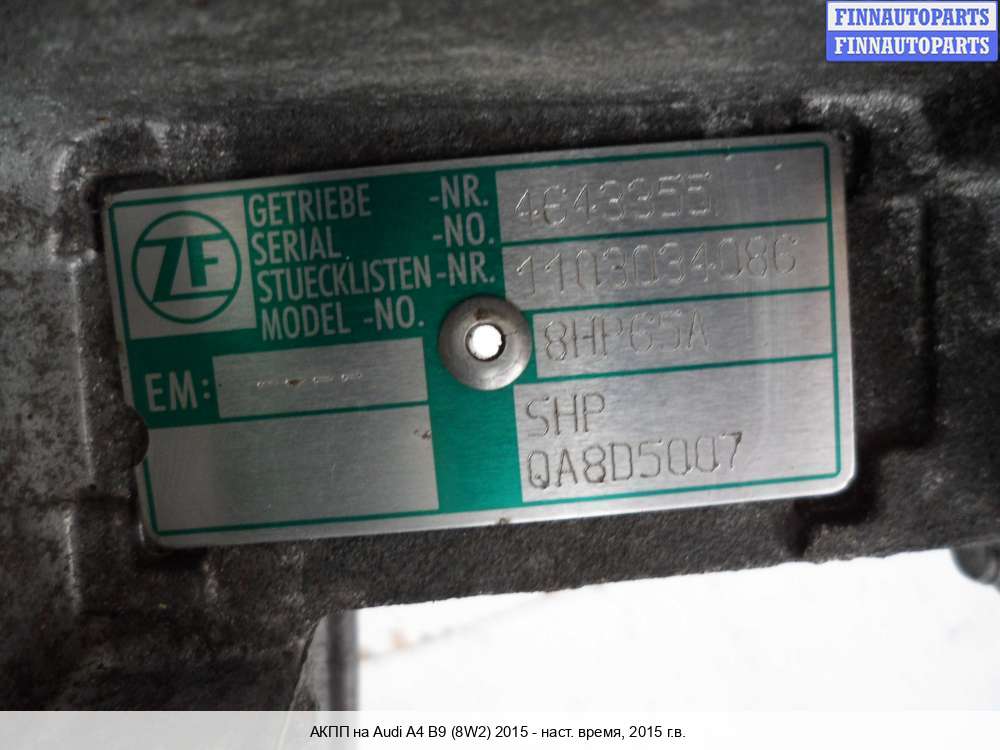 FINNAUTOPARTS
FINNAUTOPARTS
ZF
GETRIEBE -NR. 4643355
SERIAL -NO.
STUECKLISTEN-NR. 1103034086
MODEL -NO. 8HP65A
EM: ----
SHP
QA8D5007
АКПП на Audi A4 B9 (8W2) 2015 - наст. время, 2015 г.в.